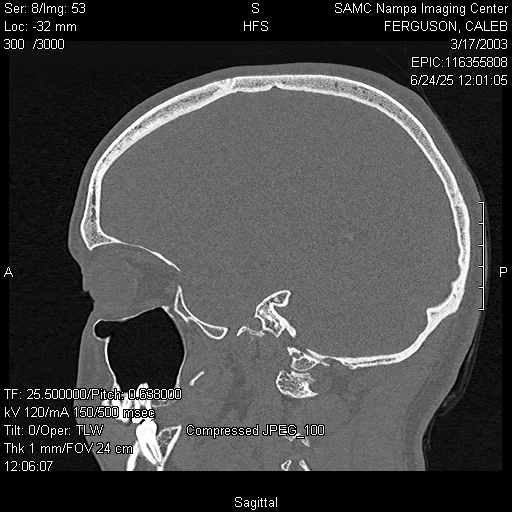 Ser: 8/Img: 53
S
SAMC Nampa Imaging Center
Loc: -32 mm
HFS
FERGUSON, CALEB
300 /3000
3/17/2003
EPIC:116355808
6/24/25 12:01:05
A
P
TF: 25.500000/Pitch: 0.698000
kV 120/mA 150/500 msec
Tilt: 0/Oper: TLW
Compressed JPEG_100
Thk 1 mm/FOV 24 cm
12:06:07
Sagittal